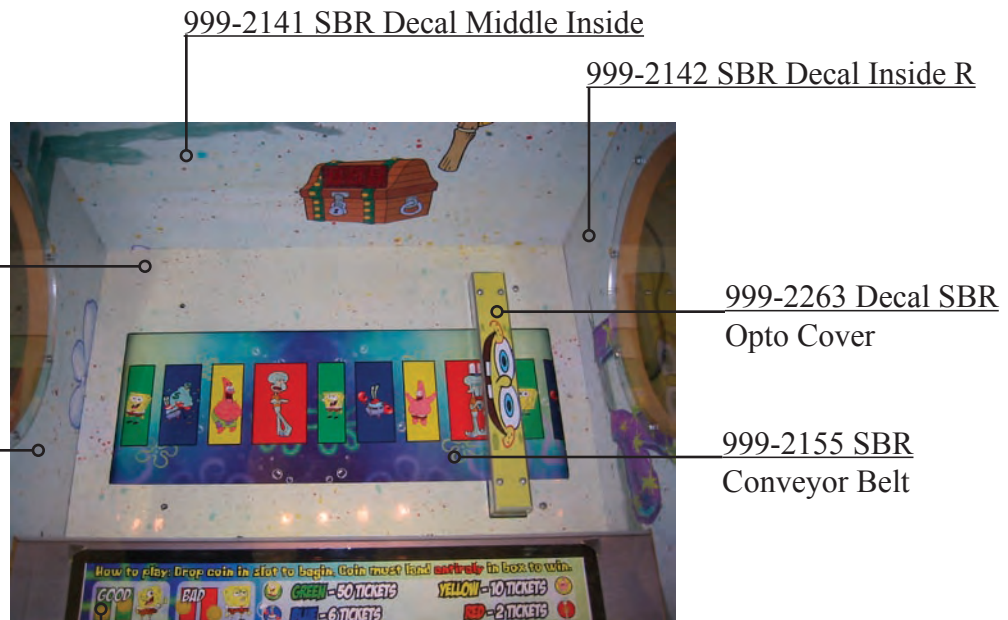 999-2141 SBR Decal Middle Inside
999-2142 SBR Decal Inside R
999-2263 Decal SBR
Opto Cover
999-2155 SBR
Conveyor Belt
How to play: Drop coin in slot to begin. Coin must land entirely in box to win.
GOOD
BAD
GREEN - 50 TICKETS
YELLOW - 10 TICKETS
BLUE - 6 TICKETS
RED - 2 TICKETS